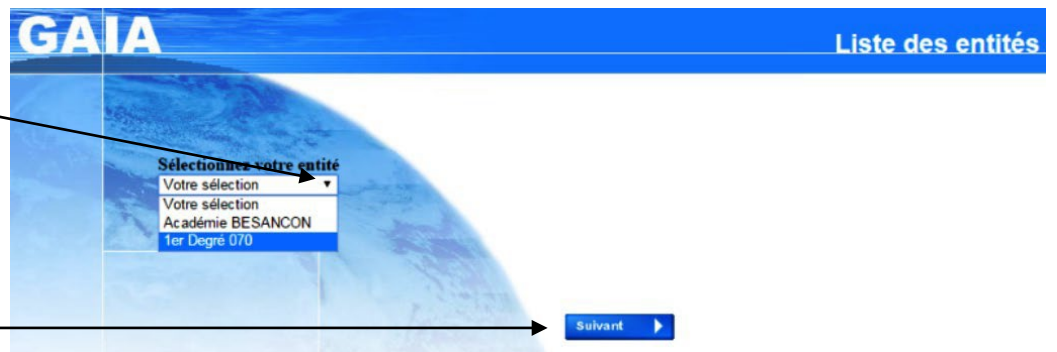 GAIA
Liste des entités
Sélectionnez votre entité
Votre sélection
Votre sélection
Académie BESANCON
1er Degré 070
Suivant